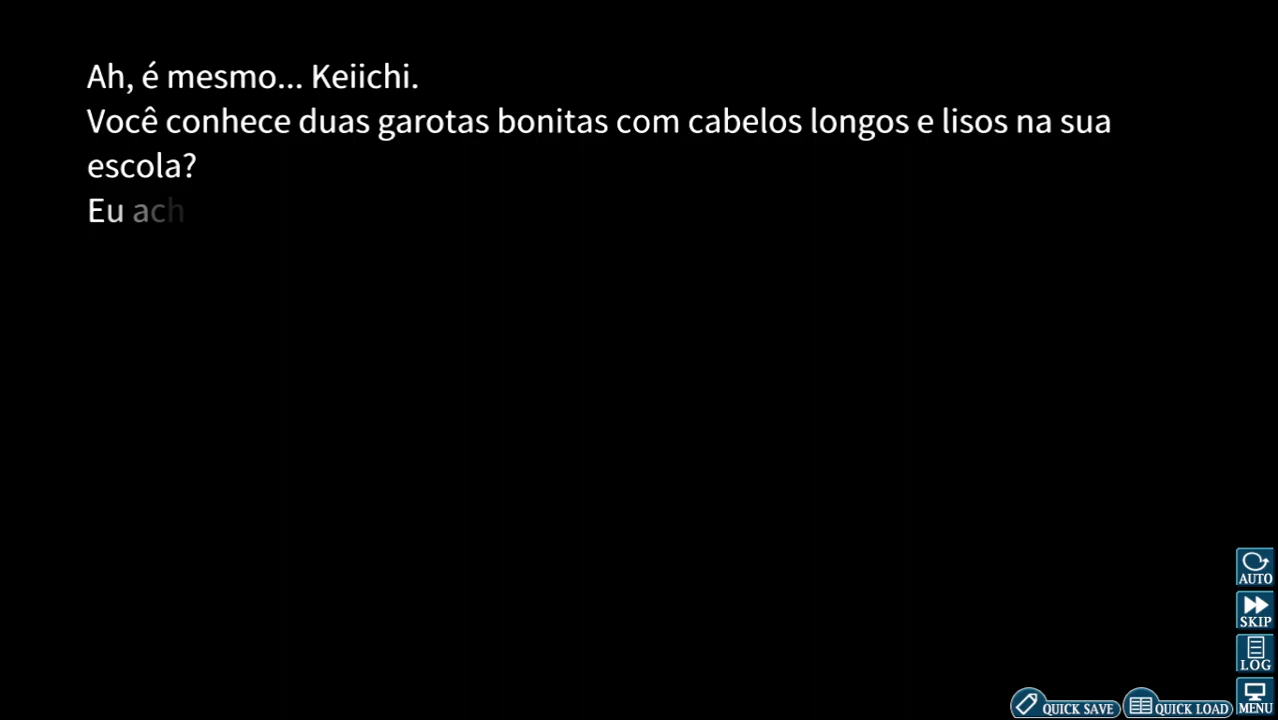 Ah, é mesmo... Keiichi.
Você conhece duas garotas bonitas com cabelos longos e lisos na sua
escola?
Eu ach
AUTO
SKIP
LOG
MENU
QUICK SAVE
QUICK LOAD